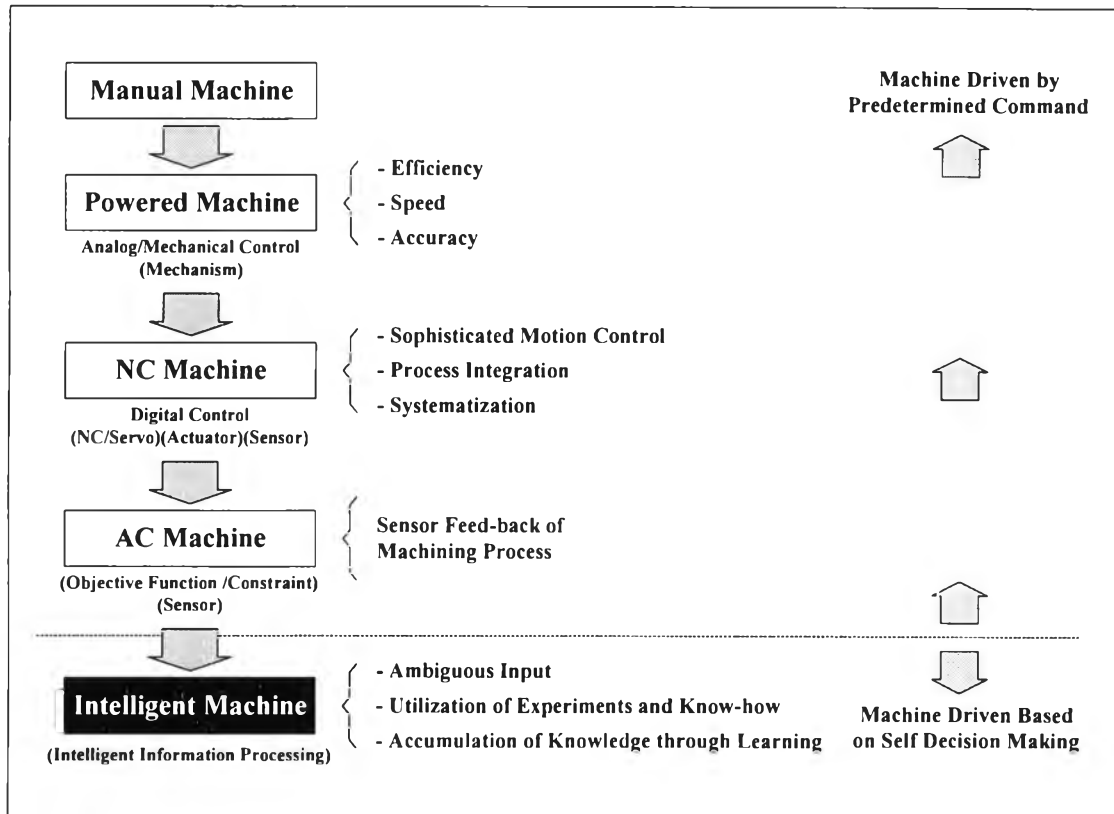 Manual Machine
Machine Driven by
Predetermined Command
Powered Machine
- Efficiency
- Speed
- Accuracy
Analog/Mechanical Control
(Mechanism)
NC Machine
- Sophisticated Motion Control
- Process Integration
- Systematization
Digital Control
(NC/Servo)(Actuator)(Sensor)
AC Machine
Sensor Feed-back of
Machining Process
(Objective Function /Constraint)
(Sensor)
Intelligent Machine
- Ambiguous Input
- Utilization of Experiments and Know-how
- Accumulation of Knowledge through Learning
(Intelligent Information Processing)
Machine Driven Based
on Self Decision Making